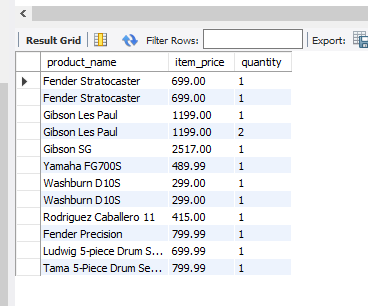 Result Grid Filter Rows: Export:
product_name item_price quantity
Fender Stratocaster 699.00 1
Fender Stratocaster 699.00 1
Gibson Les Paul 1199.00 1
Gibson Les Paul 1199.00 2
Gibson SG 2517.00 1
Yamaha FG700S 489.99 1
Washburn D10S 299.00 1
Washburn D10S 299.00 1
Rodriguez Caballero 11 415.00 1
Fender Precision 799.99 1
Ludwig 5-piece Drum S... 699.99 1
Tama 5-Piece Drum Se... 799.99 1